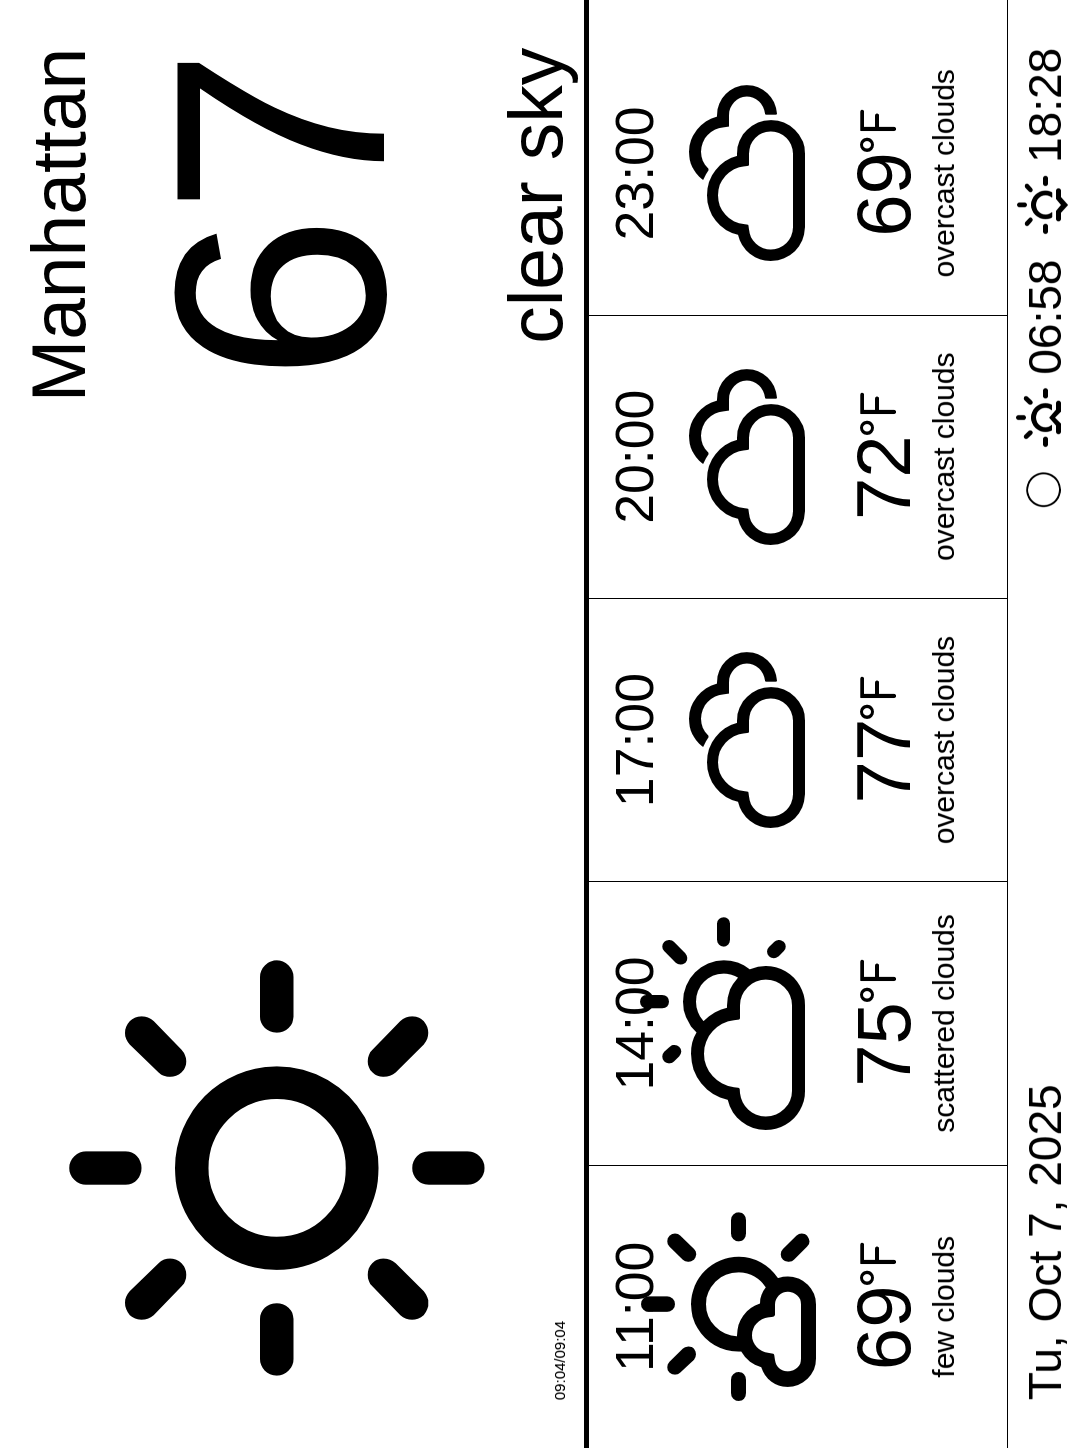 Manhattan
67
clear sky
09:04/09:04
11:00 14:00 17:00 20:00 23:00
69°F 75°F 77°F 72°F 69°F
few clouds scattered clouds overcast clouds overcast clouds overcast clouds
Tu, Oct 7, 2025 06:58 18:28